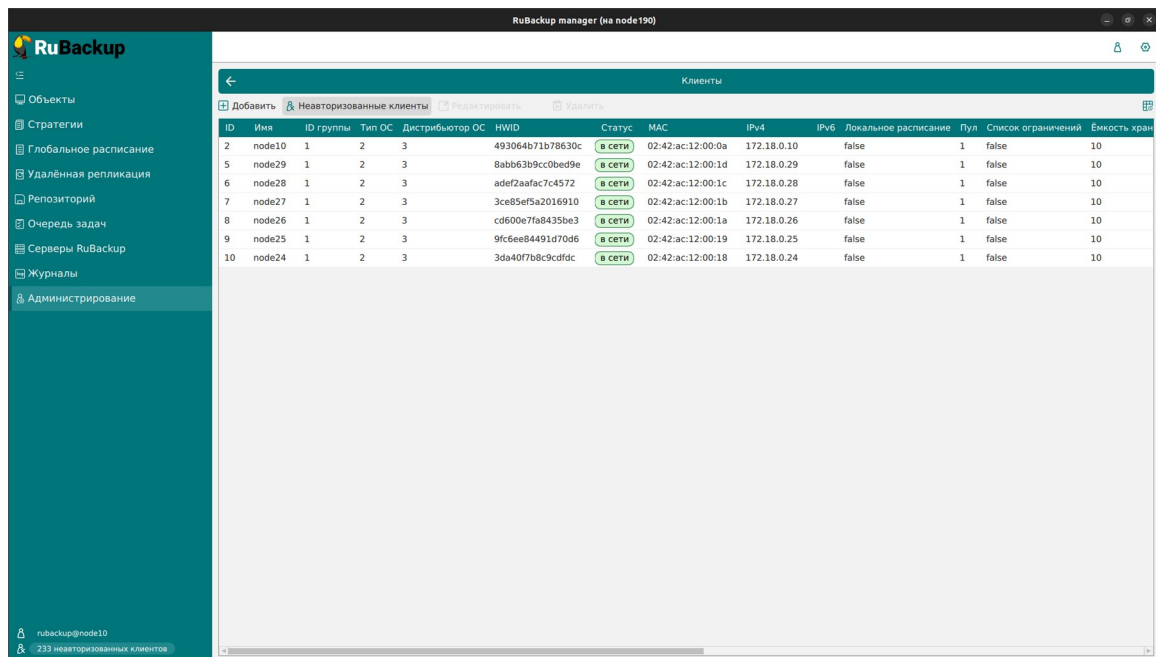 RuBackup manager (на node190)
RuBackup
Объекты
Стратегии
Глобальное расписание
Удалённая репликация
Репозиторий
Очередь задач
Серверы RuBackup
Журналы
Администрирование
rubackup@node10
233 неавторизованных клиентов
Клиенты
Добавить Неавторизованные клиенты Редактировать Удалить
ID Имя ID группы Тип ОС Дистрибьютор ОС HWID Статус MAC IPv4 IPv6 Локальное расписание Пул Список ограничений Ёмкость хран
2 node10 1 2 3 493064b71b78630c в сети 02:42:ac:12:00:0a 172.18.0.10 false 1 false 10
5 node29 1 2 3 8abb63b9cc0bed9e в сети 02:42:ac:12:00:1d 172.18.0.29 false 1 false 10
6 node28 1 2 3 adef2aafac7c4572 в сети 02:42:ac:12:00:1c 172.18.0.28 false 1 false 10
7 node27 1 2 3 3ce85ef5a2016910 в сети 02:42:ac:12:00:1b 172.18.0.27 false 1 false 10
8 node26 1 2 3 cd600e7fa8435be3 в сети 02:42:ac:12:00:1a 172.18.0.26 false 1 false 10
9 node25 1 2 3 9fc6ee84491d70d6 в сети 02:42:ac:12:00:19 172.18.0.25 false 1 false 10
10 node24 1 2 3 3da40f7b8c9cdfdc в сети 02:42:ac:12:00:18 172.18.0.24 false 1 false 10